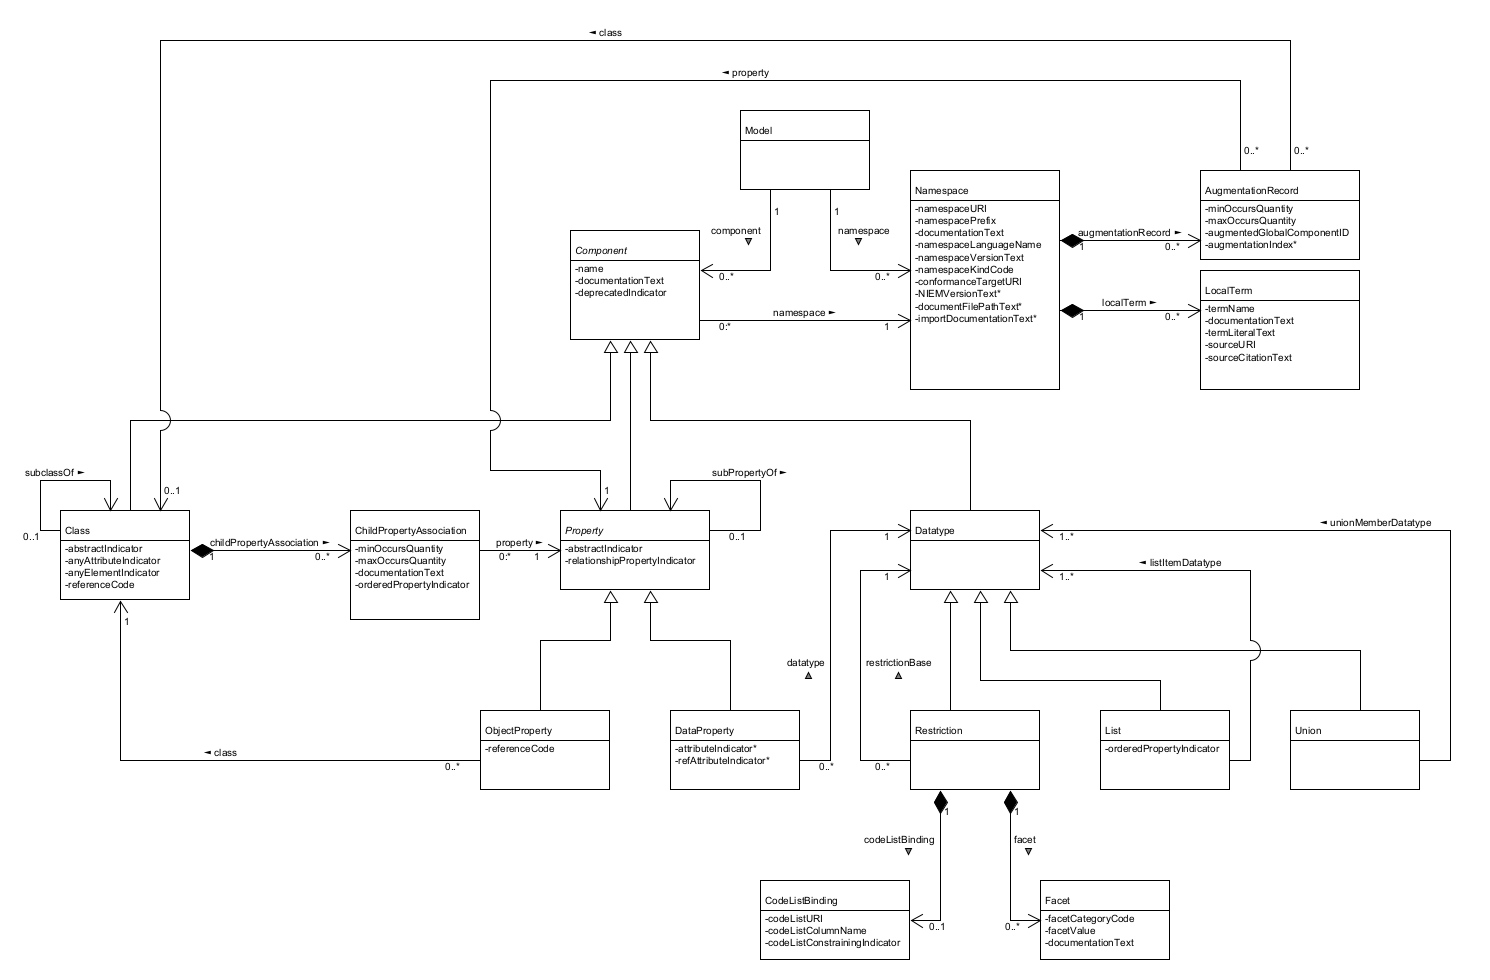 ◄ class
◄ property
Model
0..*
0..*
1
1
component
namespace
0..*
0..*
Component
-name
-documentationText
-deprecatedIndicator
namespace ►
0:*
1
Namespace
-namespaceURI
-namespacePrefix
-documentationText
-namespaceLanguageName
-namespaceVersionText
-namespaceKindCode
-conformanceTargetURI
-NIEMVersionText*
-documentFilePathText*
-importDocumentationText*
augmentationRecord ►
1
0..*
localTerm ►
1
0..*
AugmentationRecord
-minOccursQuantity
-maxOccursQuantity
-augmentedGlobalComponentID
-augmentationIndex*
LocalTerm
-termName
-documentationText
-termLiteralText
-sourceURI
-sourceCitationText
subclassOf ►
0..1
0..1
Class
-abstractIndicator
-anyAttributeIndicator
-anyElementIndicator
-referenceCode
childPropertyAssociation ►
1
0..*
ChildPropertyAssociation
-minOccursQuantity
-maxOccursQuantity
-documentationText
-orderedPropertyIndicator
property ►
0:*
1
1
subPropertyOf ►
0..1
Property
-abstractIndicator
-relationshipPropertyIndicator
Datatype
1
1
◄ unionMemberDatatype
1..*
◄ listItemDatatype
1..*
1
datatype
restrictionBase
◄ class
0..*
ObjectProperty
-referenceCode
DataProperty
-attributeIndicator*
-refAttributeIndicator*
0..*
0..*
Restriction
List
-orderedPropertyIndicator
Union
1
1
codeListBinding
facet
CodeListBinding
-codeListURI
-codeListColumnName
-codeListConstrainingIndicator
0..1
0..*
Facet
-facetCategoryCode
-facetValue
-documentationText